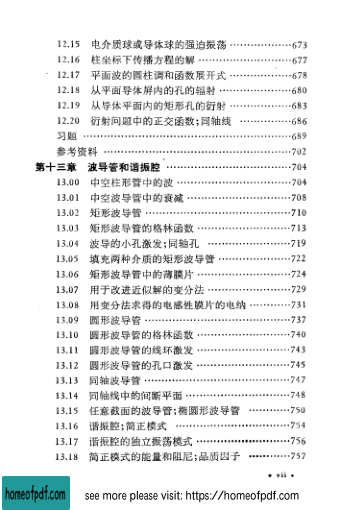 12.15 电介质球或导体球的强迫振荡 ………………673
12.16 柱坐标下传播方程的解 ………………677
12.17 平面波的圆柱调和函数展开式 ………………678
12.18 从平面导体屏内的孔的辐射 ………………680
12.19 从导体平面内的矩形孔的衍射 ………………683
12.20 衍射问题中的正交函数;同轴线 ………………686
习题 ………………689
参考资料 ………………702
第十三章 波导管和谐振腔 ………………704
13.00 中空柱形管中的波 ………………704
13.01 中空波导管中的衰减 ………………708
13.02 矩形波导管 ………………710
13.03 矩形波导管的格林函数 ………………713
13.04 波导的小孔激发;同轴孔 ………………719
13.05 填充两种介质的矩形波导管 ………………722
13.06 矩形波导管中的薄膜片 ………………724
13.07 用于改进近似解的变分法 ………………729
13.08 用变分法求得的电感性膜片的电纳 …………731
13.09 圆形波导管 ………………737
13.10 圆形波导管的格林函数 ………………740
13.11 圆形波导管的线环激发 ………………743
13.12 圆形波导管的孔口激发 ………………745
13.13 同轴波导管 ………………747
13.14 同轴线中的间断平面 ………………748
13.15 任意截面的波导管;椭圆形波导管 …………750
13.16 谐振腔;简正模式 ………………754
13.17 谐振腔的独立振荡模式 ………………756
13.18 简正模式的能量和阻尼;品质因子 …………757
• vii •
homeofpdf.com
see more please visit: https://homeofpdf.com